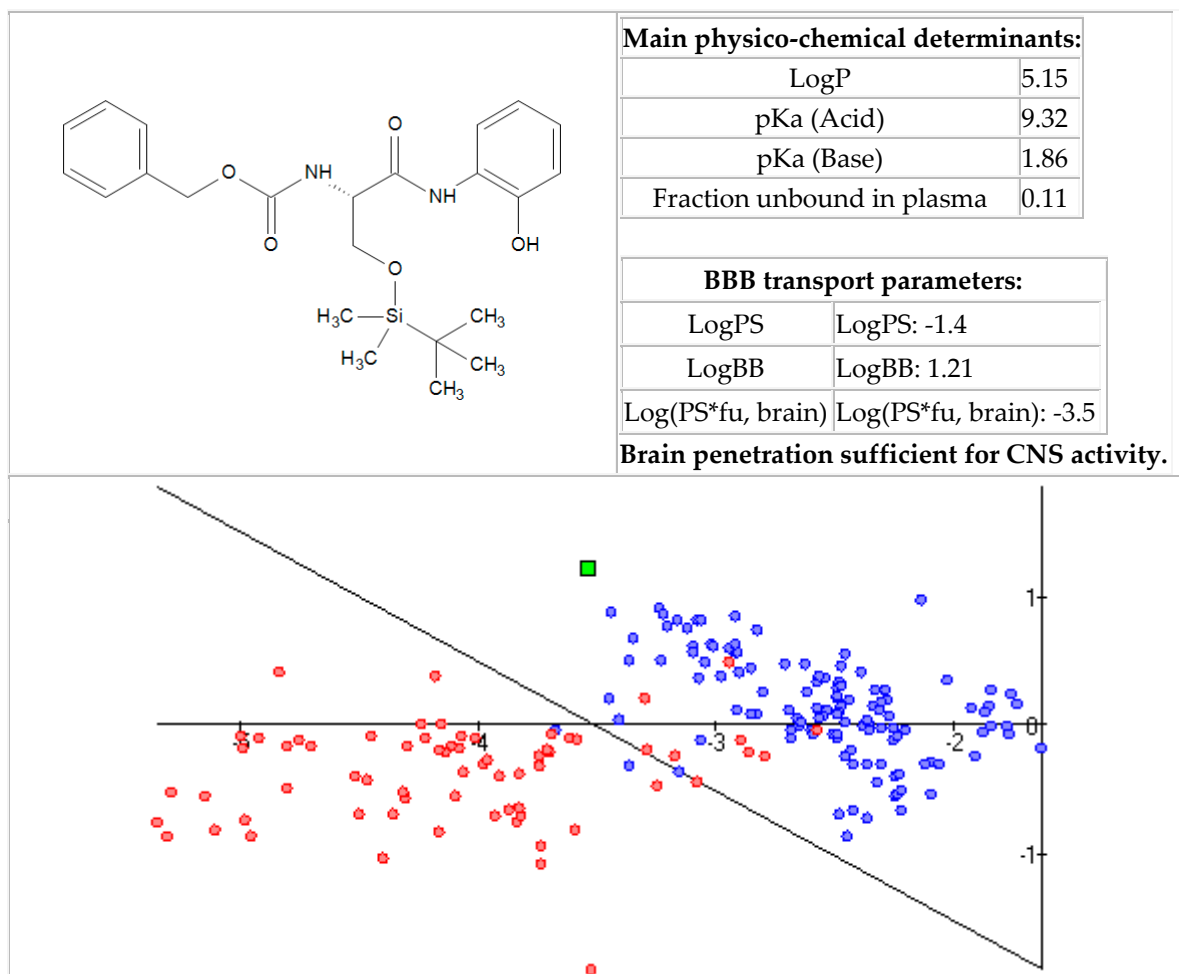 Main physico-chemical determinants:
LogP 5.15
pKa (Acid) 9.32
pKa (Base) 1.86
Fraction unbound in plasma 0.11
BBB transport parameters:
LogPS LogPS: -1.4
LogBB LogBB: 1.21
Log(PS*fu, brain) Log(PS*fu, brain): -3.5
Brain penetration sufficient for CNS activity.
O
O
NH
NH
O
OH
O
H₃C
Si
CH₃
H₃C
CH₃
CH₃
1
-5 -4 -3 -2 0
-1